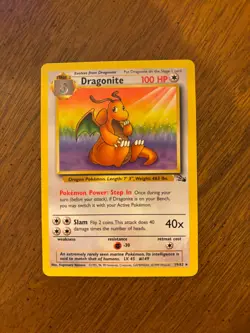 Evolves from Dragonair Put Dragonite on the Stage 1 card
Dragonite 100 HP
Dragon Pokémon. Length: 7' 3", Weight: 463 lbs.
Pokémon Power: Step In Once during your
turn (before your attack), if
Dragonite is on your Bench, you may
switch it with your Active Pokémon.
Slam Flip 2 coins. This attack does 40
damage times the number of heads. 40x
weakness resistance retreat cost
-30
An extremely rarely seen marine Pokémon. Its intelligence is said to
match that of humans. LV. 45 #149
19/62 ★